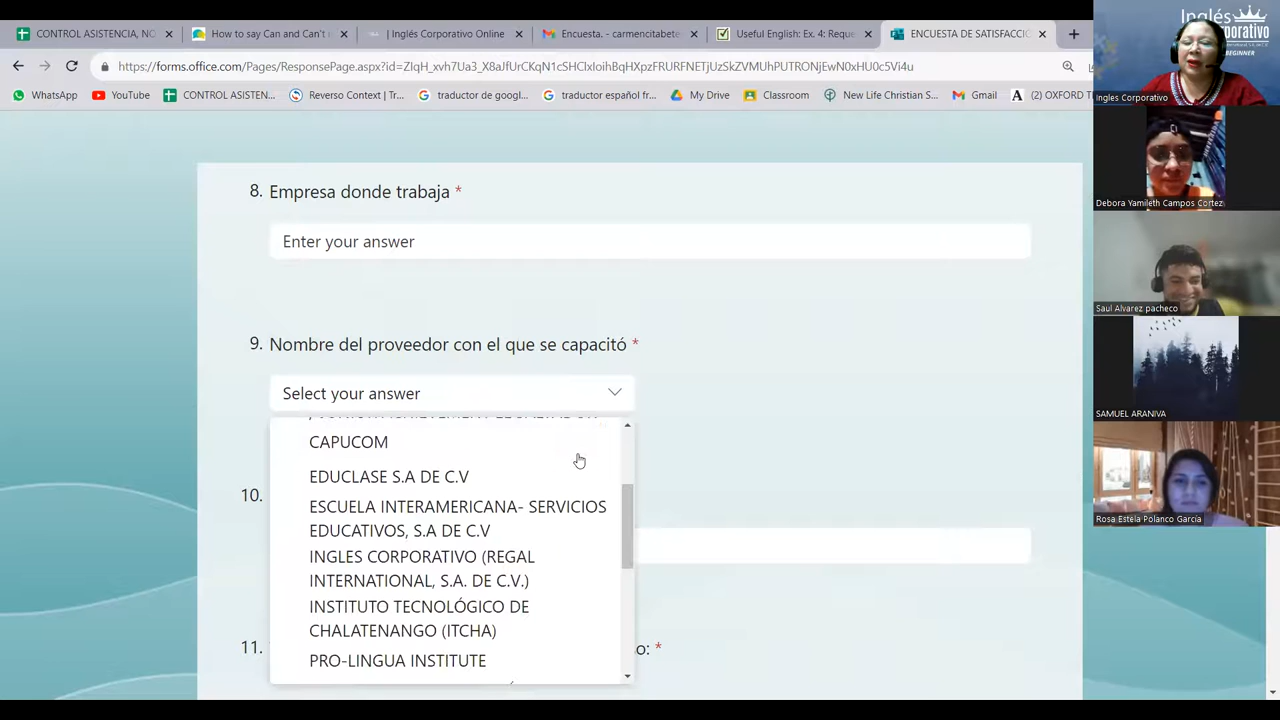 CONTROL ASISTENCIA, NO
How to say Can and Can't
| Inglés Corporativo Online
Encuesta. - carmencitabete
Useful English: Ex. 4: Reque
ENCUESTA DE SATISFACCIO
https://forms.office.com/Pages/ResponsePage.aspx?
WhatsApp
YouTube
CONTROL ASISTEN...
Reverso Context | Tr...
traductor de googl...
traductor español fr...
My Drive
Classroom
New Life Christian S...
Gmail
(2) OXFORD
8. Empresa donde trabaja *
Enter your answer
9. Nombre del proveedor con el que se capacitó *
Select your answer
CAPUCOM
EDUCLASE S.A DE C.V
ESCUELA INTERAMERICANA- SERVICIOS
EDUCATIVOS, S.A DE C.V
INGLES CORPORATIVO (REGAL
INTERNATIONAL, S.A. DE C.V.)
INSTITUTO TECNOLÓGICO DE
CHALATENANGO (ITCHA)
PRO-LINGUA INSTITUTE
10.
11.
o: *
Inglés
rporativo
BEGINNER
Ingles Corporativo
Debora Yamileth Campos Cortez
Saul Alvarez pacheco
SAMUEL ARANIVA
Rosa Estela Polanco García